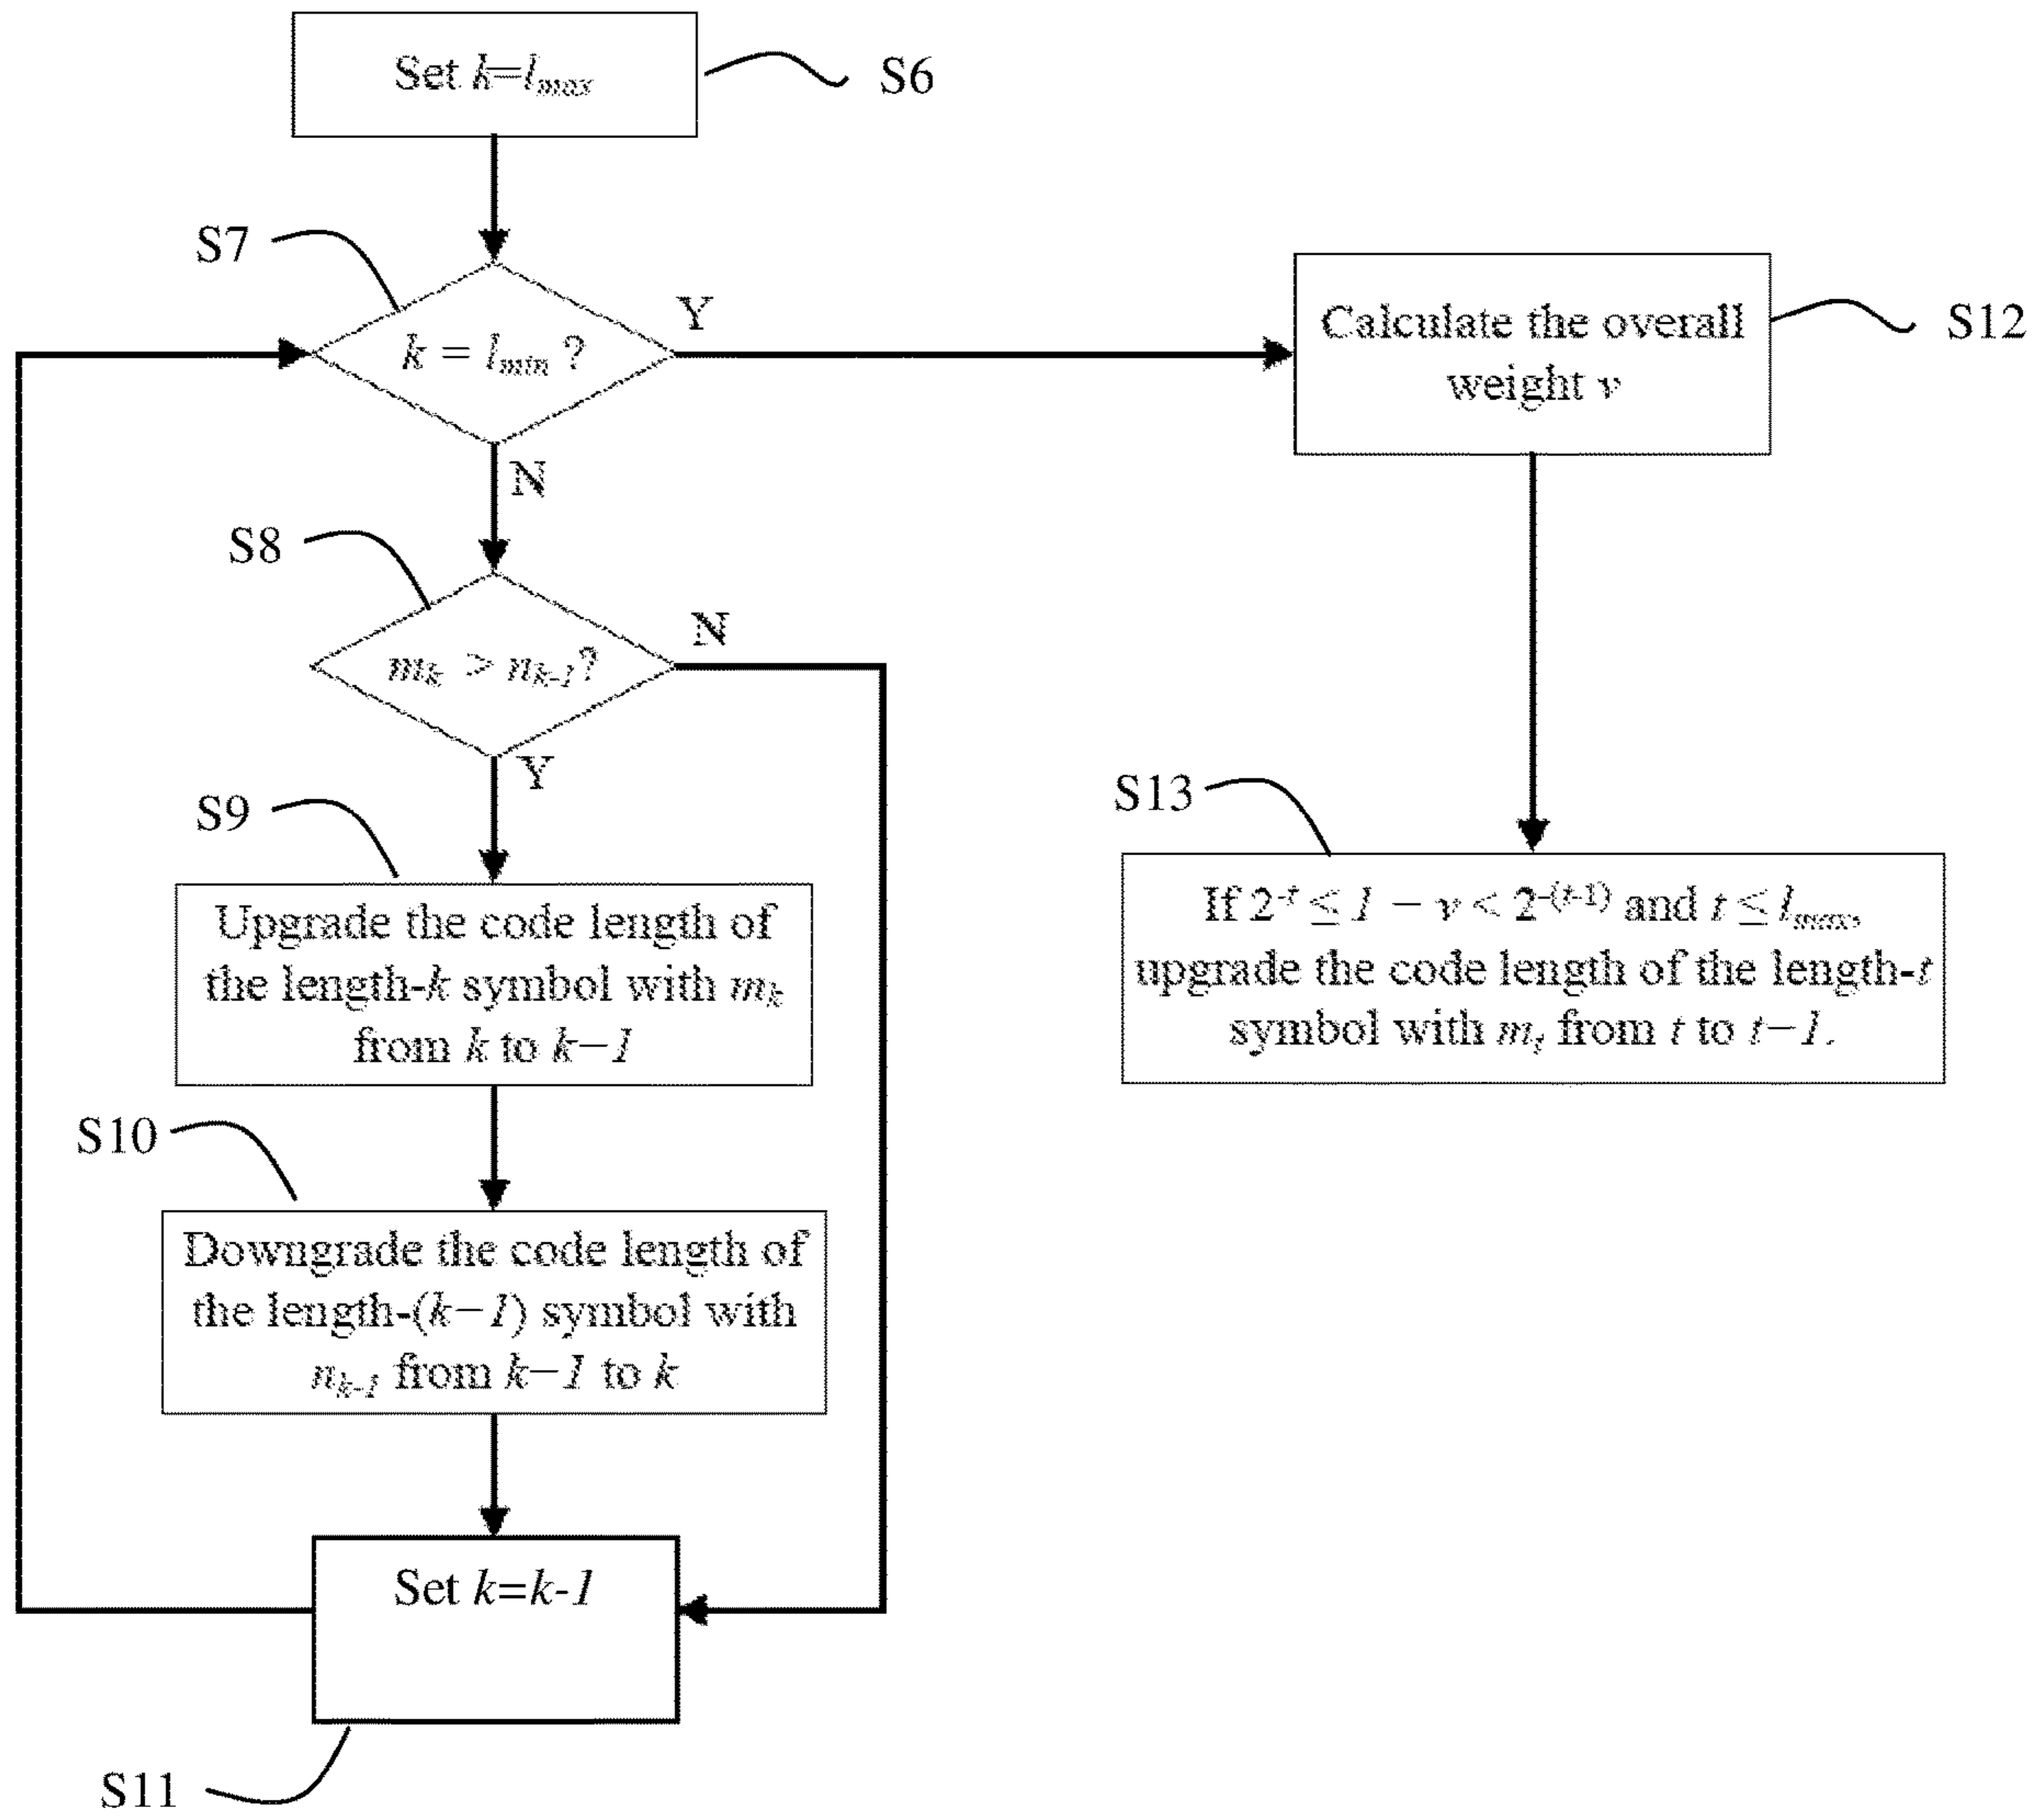 Set k=lmax
S6
S7
k = lmin ?
Y
Calculate the overall
weight v
S12
N
S8
mk > nk-1?
N
Y
S9
Upgrade the code length of
the length-k symbol with mk
from k to k−1
S13
If 2-t ≤ 1 − v < 2-(t-1) and t ≤ lmax,
upgrade the code length of the length-t
symbol with mt from t to t−1.
S10
Downgrade the code length of
the length-(k−1) symbol with
nk-1 from k−1 to k
Set k=k-1
S11